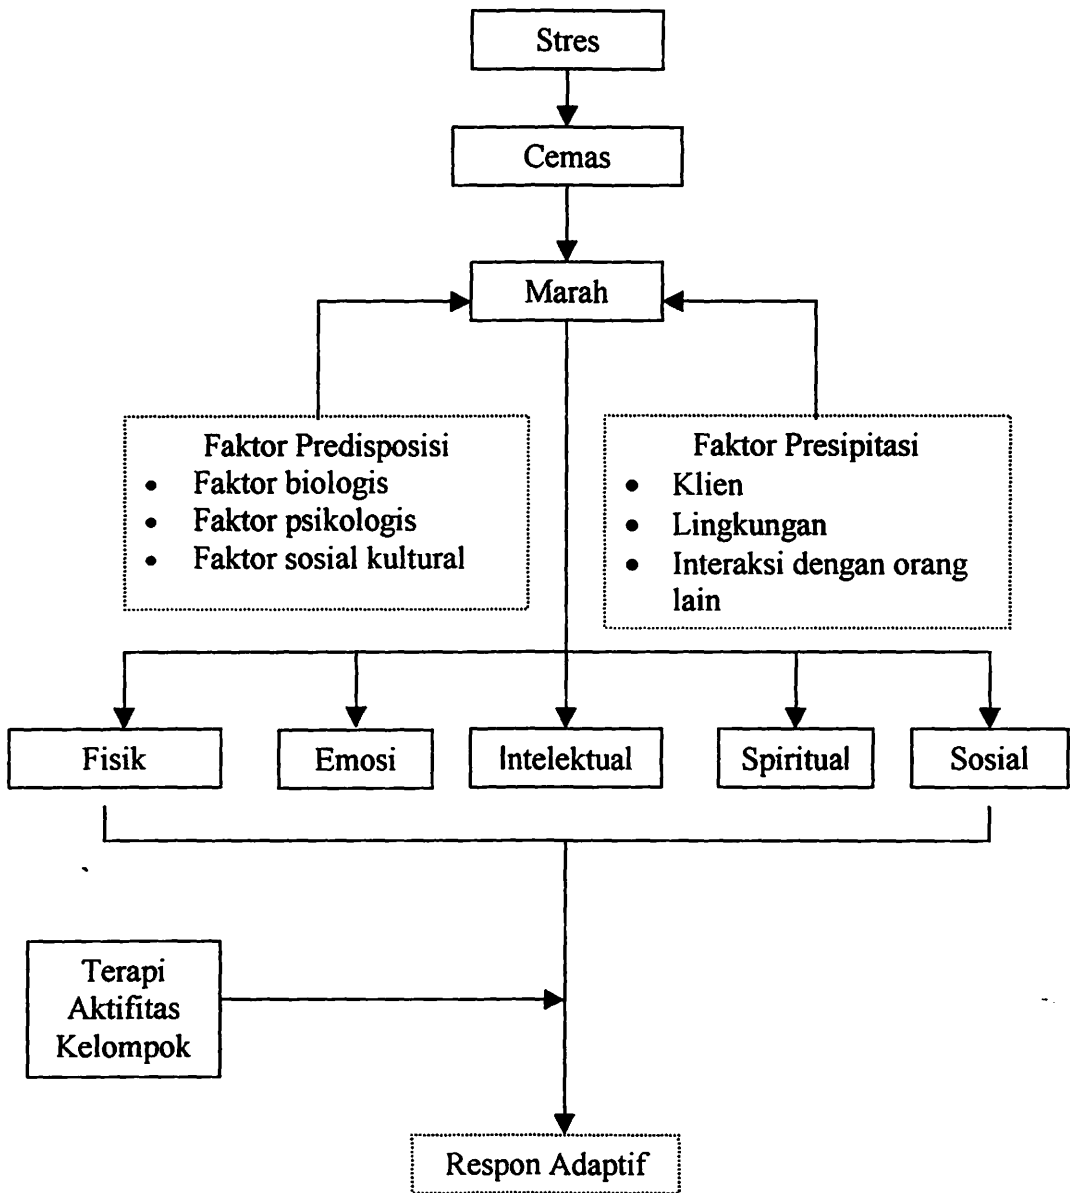 Stres
Cemas
Marah
Faktor Predisposisi
• Faktor biologis
• Faktor psikologis
• Faktor sosial kultural
Faktor Presipitasi
• Klien
• Lingkungan
• Interaksi dengan orang
lain
Fisik
Emosi
Intelektual
Spiritual
Sosial
Terapi
Aktifitas
Kelompok
Respon Adaptif